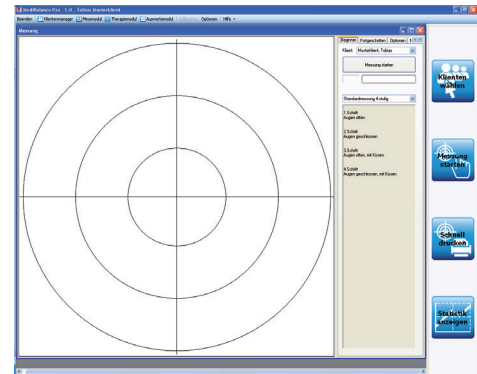 MediBalance Pro 2.0 - Tobias Musterklient
Beenden Klientenmanager Messmodul Therapiemodul Auswertemodul Optionen Hilfe
Messung
Beginner Fortgeschritten Optionen
Klient Musterklient, Tobias
Messung starten
Standardmessung 4-stufig
1.Schritt
Augen offen
2.Schritt
Augen geschlossen
3.Schritt
Augen offen, mit Kissen
4.Schritt
Augen geschlossen, mit Kissen
Klienten
wählen
Messung
starten
Schnell
drucken
Statistik
anzeigen